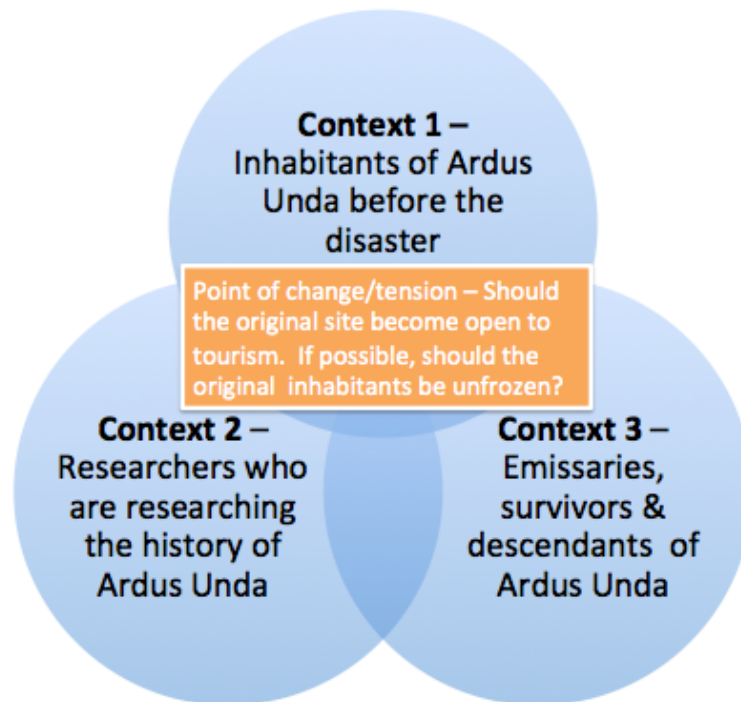 Context 1 –
Inhabitants of Ardus
Unda before the
disaster
Point of change/tension – Should
the original site become open to
tourism.  If possible, should the
original  inhabitants be unfrozen?
Context 2 –
Researchers who
are researching
the history of
Ardus Unda
Context 3 –
Emissaries,
survivors &
descendants  of
Ardus Unda